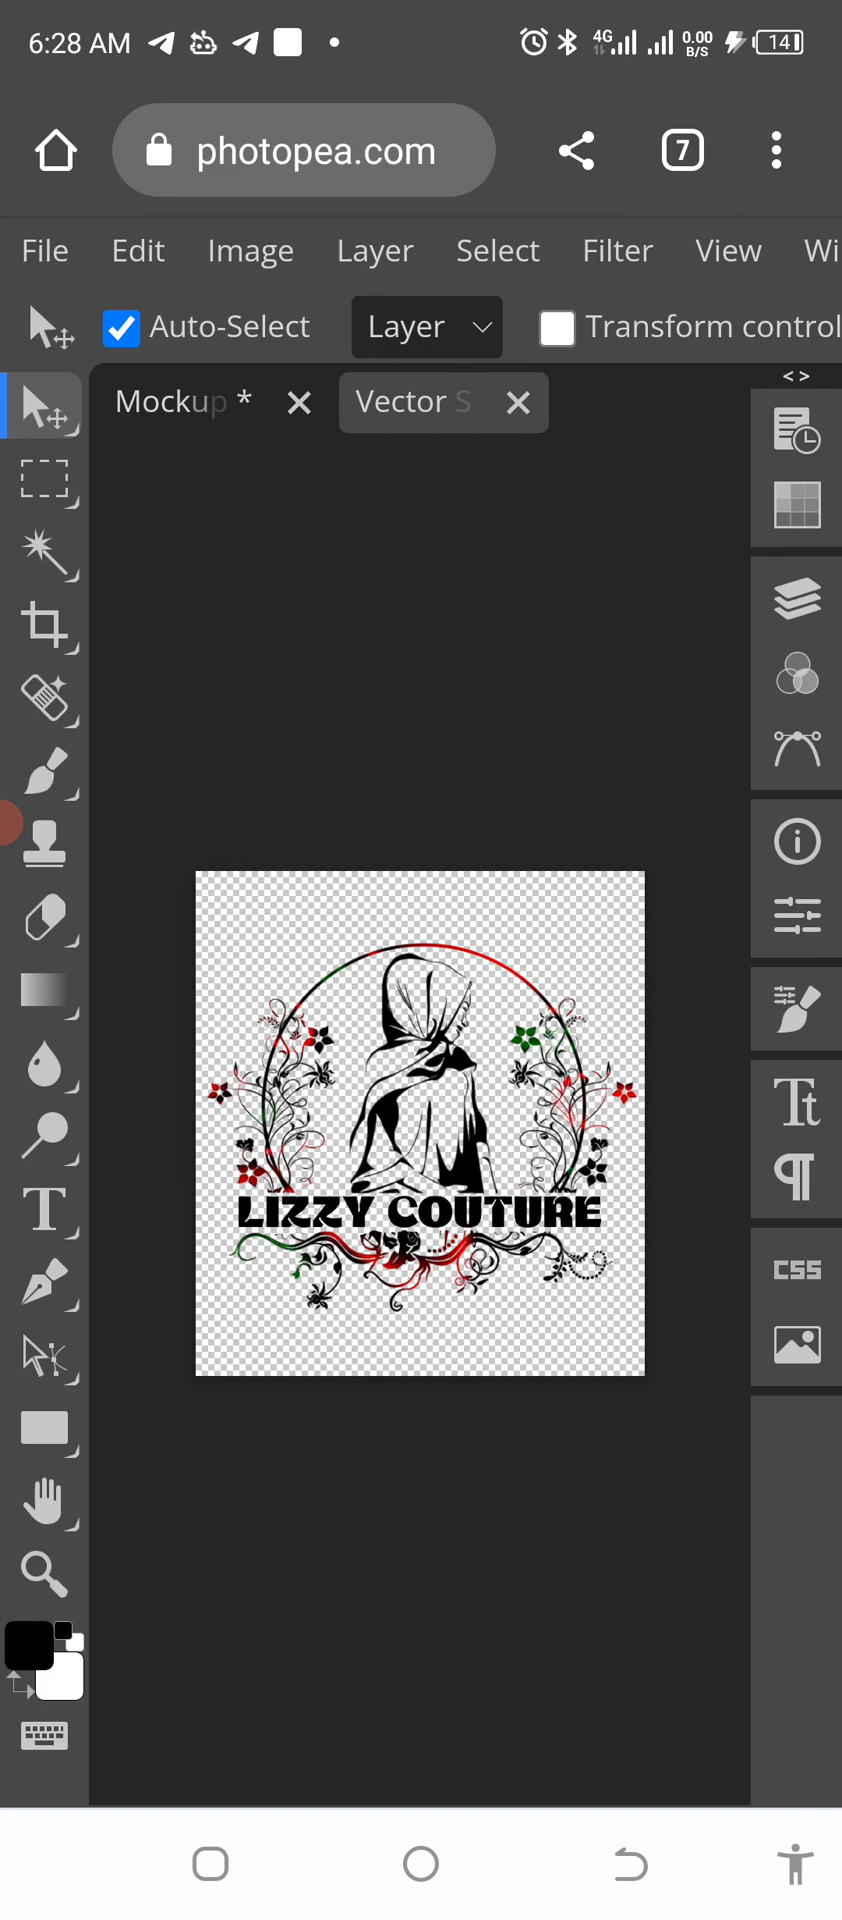 6:28 AM
4G
0.00
B/S
14
photopea.com
7
File Edit Image Layer Select Filter View Wi
Auto-Select Layer Transform control
< >
Mockup * Vector S
LIZZY COUTURE
CSS